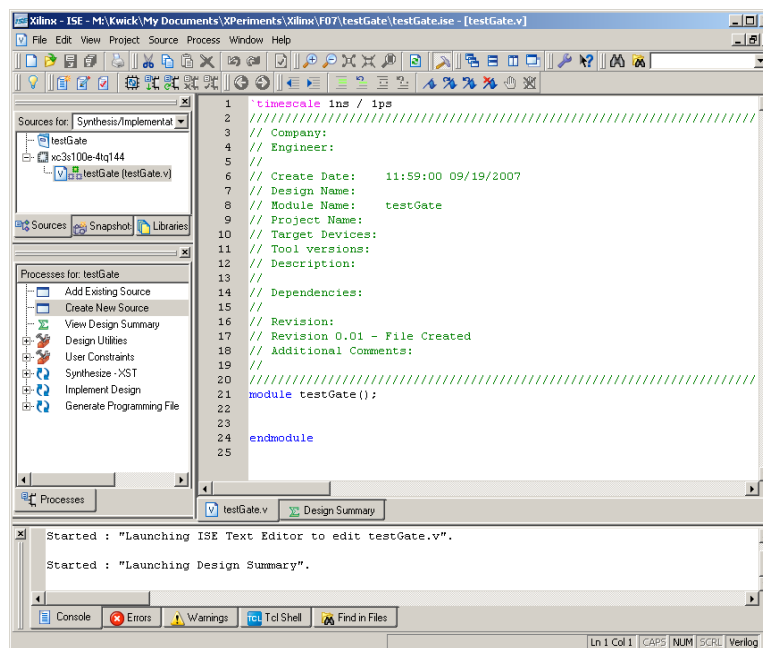 Xilinx - ISE - M:\Kwick\My Documents\XPeriments\Xilinx\F07\testGate\testGate.ise - [testGate.v]
File Edit View Project Source Process Window Help
Sources for: Synthesis/Implementat
testGate
xc3s100e-4tq144
testGate (testGate.v)
Sources Snapshot Libraries
Processes for: testGate
Add Existing Source
Create New Source
View Design Summary
Design Utilities
User Constraints
Synthesize - XST
Implement Design
Generate Programming File
Processes
1 `timescale 1ns / 1ps
2 //////////////////////////////////////////////////////////////////////
3 // Company:
4 // Engineer:
5 //
6 // Create Date: 11:59:00 09/19/2007
7 // Design Name:
8 // Module Name: testGate
9 // Project Name:
10 // Target Devices:
11 // Tool versions:
12 // Description:
13 //
14 // Dependencies:
15 //
16 // Revision:
17 // Revision 0.01 - File Created
18 // Additional Comments:
19 //
20 //////////////////////////////////////////////////////////////////////
21 module testGate();
22
23
24 endmodule
25
testGate.v Design Summary
Started : "Launching ISE Text Editor to edit testGate.v".
Started : "Launching Design Summary".
Console Errors Warnings TCL Tcl Shell Find in Files
Ln 1 Col 1 CAPS NUM SCRL Verilog